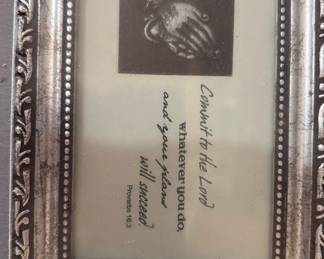 Commit to the Lord
whatever you do,
and your plans
will succeed
Proverbs 16:3